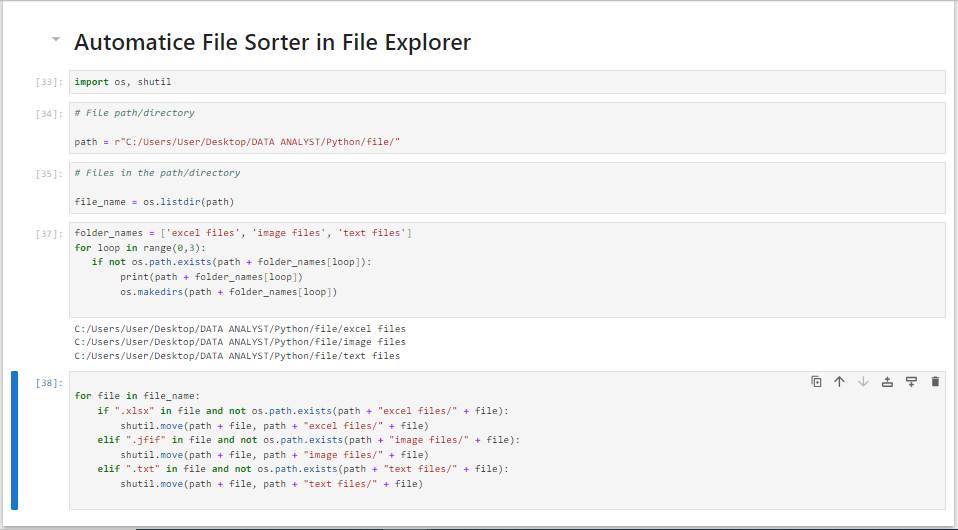 Automatice File Sorter in File Explorer
[33]: import os, shutil
[34]: # File path/directory
path = r"C:/Users/User/Desktop/DATA ANALYST/Python/file/"
[35]: # Files in the path/directory
file_name = os.listdir(path)
[37]: folder_names = ['excel files', 'image files', 'text files']
for loop in range(0,3):
   if not os.path.exists(path + folder_names[loop]):
        print(path + folder_names[loop])
        os.makedirs(path + folder_names[loop])
C:/Users/User/Desktop/DATA ANALYST/Python/file/excel files
C:/Users/User/Desktop/DATA ANALYST/Python/file/image files
C:/Users/User/Desktop/DATA ANALYST/Python/file/text files
[38]:
for file in file_name:
    if ".xlsx" in file and not os.path.exists(path + "excel files/" + file):
        shutil.move(path + file, path + "excel files/" + file)
    elif ".jfif" in file and not os.path.exists(path + "image files/" + file):
        shutil.move(path + file, path + "image files/" + file)
    elif ".txt" in file and not os.path.exists(path + "text files/" + file):
        shutil.move(path + file, path + "text files/" + file)